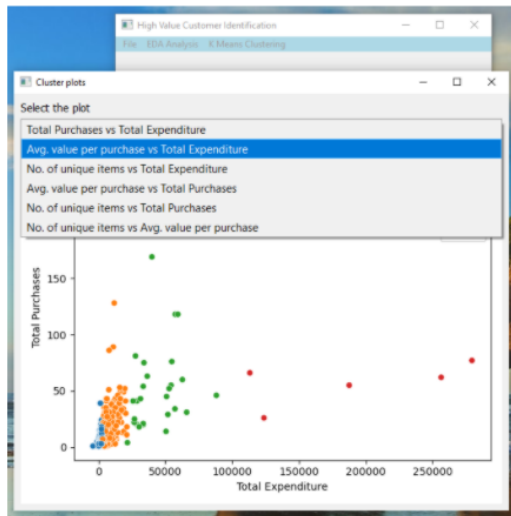 High Value Customer Identification
File EDA Analysis K Means Clustering
Cluster plots
Select the plot
Total Purchases vs Total Expenditure
Avg. value per purchase vs Total Expenditure
No. of unique items vs Total Expenditure
Avg. value per purchase vs Total Purchases
No. of unique items vs Total Purchases
No. of unique items vs Avg. value per purchase
150
100
50
0
Total Purchases
0 50000 100000 150000 200000 250000
Total Expenditure